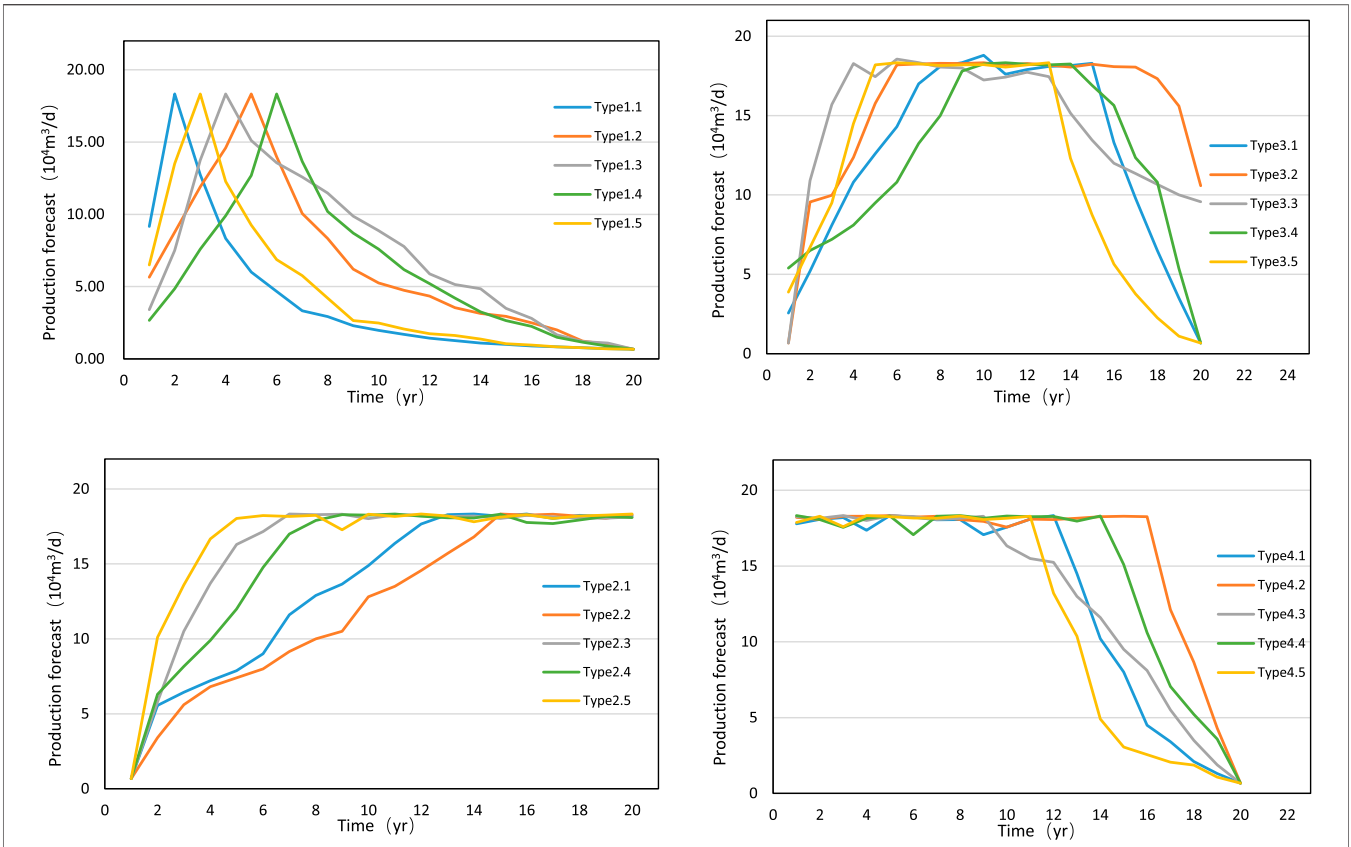 Production forecast（10⁴m³/d）
20.00
15.00
10.00
5.00
0.00
0 2 4 6 8 10 12 14 16 18 20
Time（yr）
Type1.1
Type1.2
Type1.3
Type1.4
Type1.5
Production forecast（10⁴m³/d）
20
15
10
5
0
0 2 4 6 8 10 12 14 16 18 20 22 24
Time（yr）
Type3.1
Type3.2
Type3.3
Type3.4
Type3.5
Production forecast（10⁴m³/d）
20
15
10
5
0
0 2 4 6 8 10 12 14 16 18 20
Time（yr）
Type2.1
Type2.2
Type2.3
Type2.4
Type2.5
Production forecast（10⁴m³/d）
20
15
10
5
0
0 2 4 6 8 10 12 14 16 18 20 22
Time（yr）
Type4.1
Type4.2
Type4.3
Type4.4
Type4.5